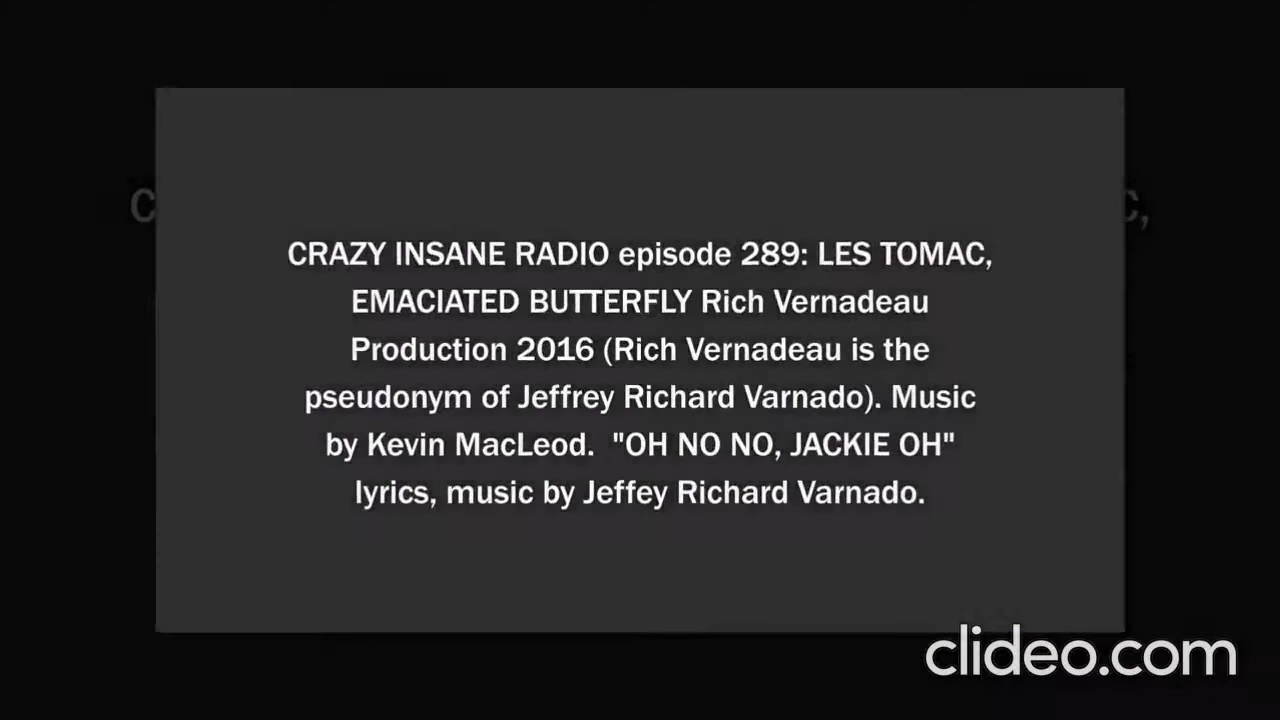 CRAZY INSANE RADIO episode 289: LES TOMAC,
EMACIATED BUTTERFLY Rich Vernadeau
Production 2016 (Rich Vernadeau is the
pseudonym of Jeffrey Richard Varnado). Music
by Kevin MacLeod.  "OH NO NO, JACKIE OH"
lyrics, music by Jeffey Richard Varnado.
clideo.com